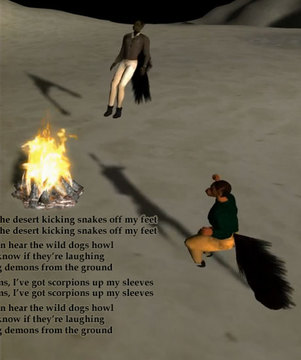 he desert kicking snakes off my feet
he desert kicking snakes off my feet
n hear the wild dogs howl
know if they're laughing
g demons from the ground
ns, I've got scorpions up my sleeves
ns, I've got scorpions up my sleeves
n hear the wild dogs howl
know if they're laughing
g demons from the ground